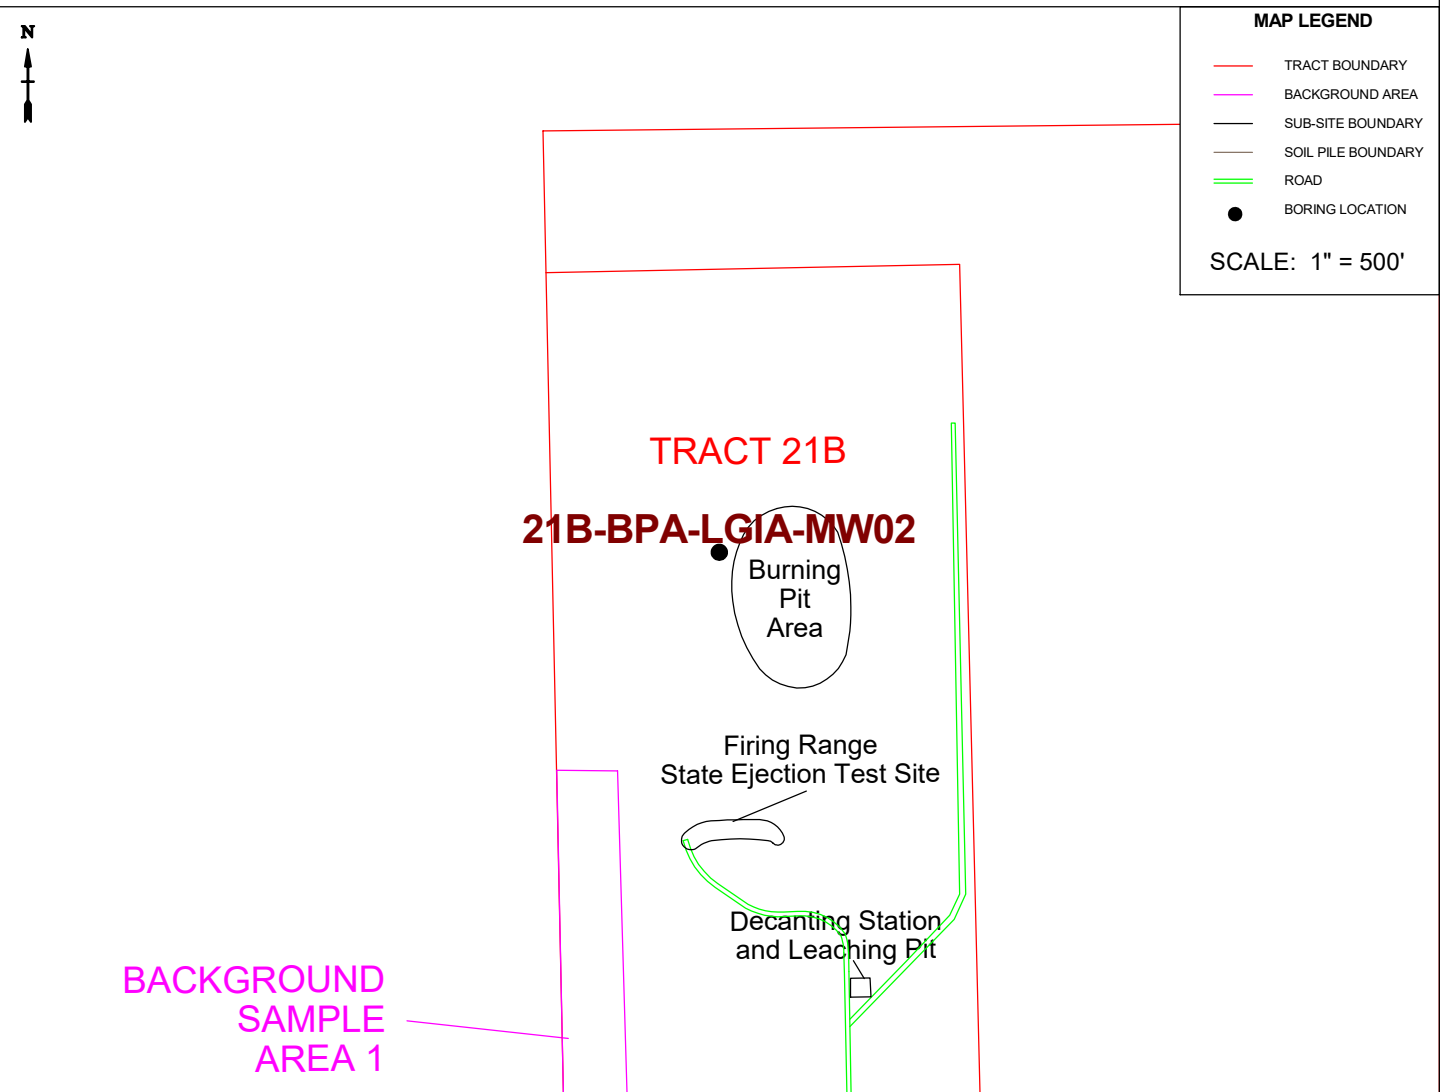 N
MAP LEGEND
TRACT BOUNDARY
BACKGROUND AREA
SUB-SITE BOUNDARY
SOIL PILE BOUNDARY
ROAD
BORING LOCATION
SCALE: 1" = 500'
TRACT 21B
21B-BPA-LGIA-MW02
Burning
Pit
Area
Firing Range
State Ejection Test Site
Decanting Station
and Leaching Pit
BACKGROUND
SAMPLE
AREA 1